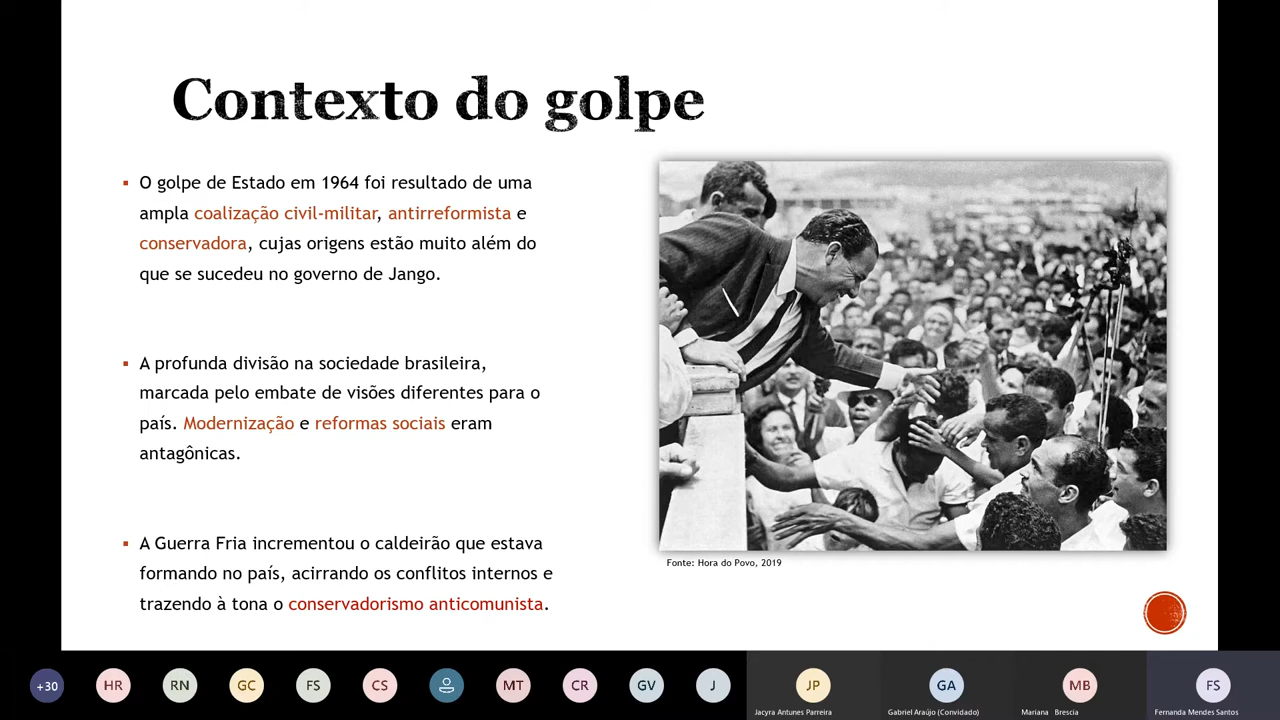 Contexto do golpe
O golpe de Estado em 1964 foi resultado de uma
ampla coalização civil-militar, antirreformista e
conservadora, cujas origens estão muito além do
que se sucedeu no governo de Jango.
A profunda divisão na sociedade brasileira,
marcada pelo embate de visões diferentes para o
país. Modernização e reformas sociais eram
antagônicas.
A Guerra Fria incrementou o caldeirão que estava
formando no país, acirrando os conflitos internos e
trazendo à tona o conservadorismo anticomunista.
Fonte: Hora do Povo, 2019
+30 HR RN GC FS CS MT CR GV J JP GA MB FS
Jacyra Antunes Parreira Gabriel Araújo (Convidado) Mariana Brescia Fernanda Mendes Santos